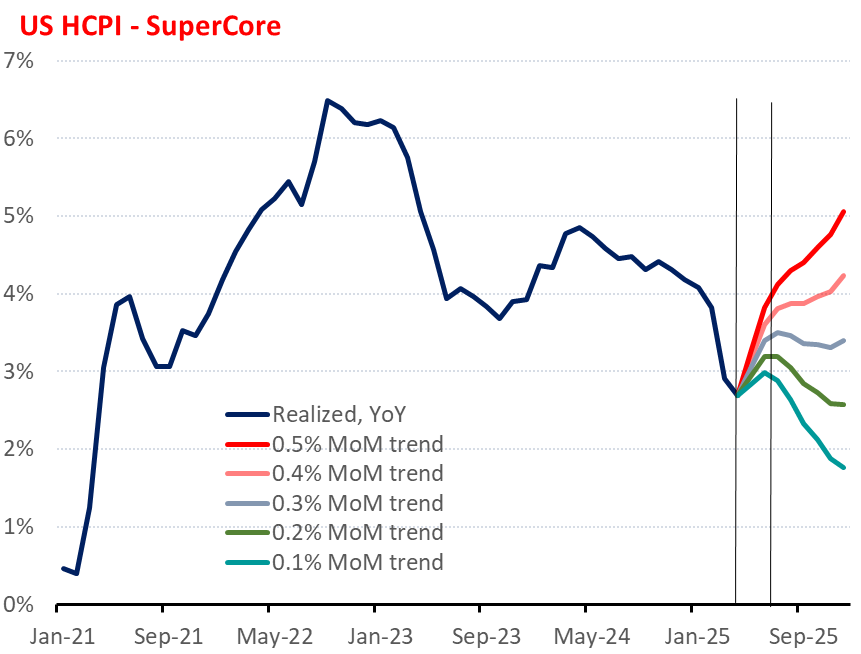 US HCPI - SuperCore
7%
6%
5%
4%
3%
2%
1%
0%
Realized, YoY
0.5% MoM trend
0.4% MoM trend
0.3% MoM trend
0.2% MoM trend
0.1% MoM trend
Jan-21 Sep-21 May-22 Jan-23 Sep-23 May-24 Jan-25 Sep-25